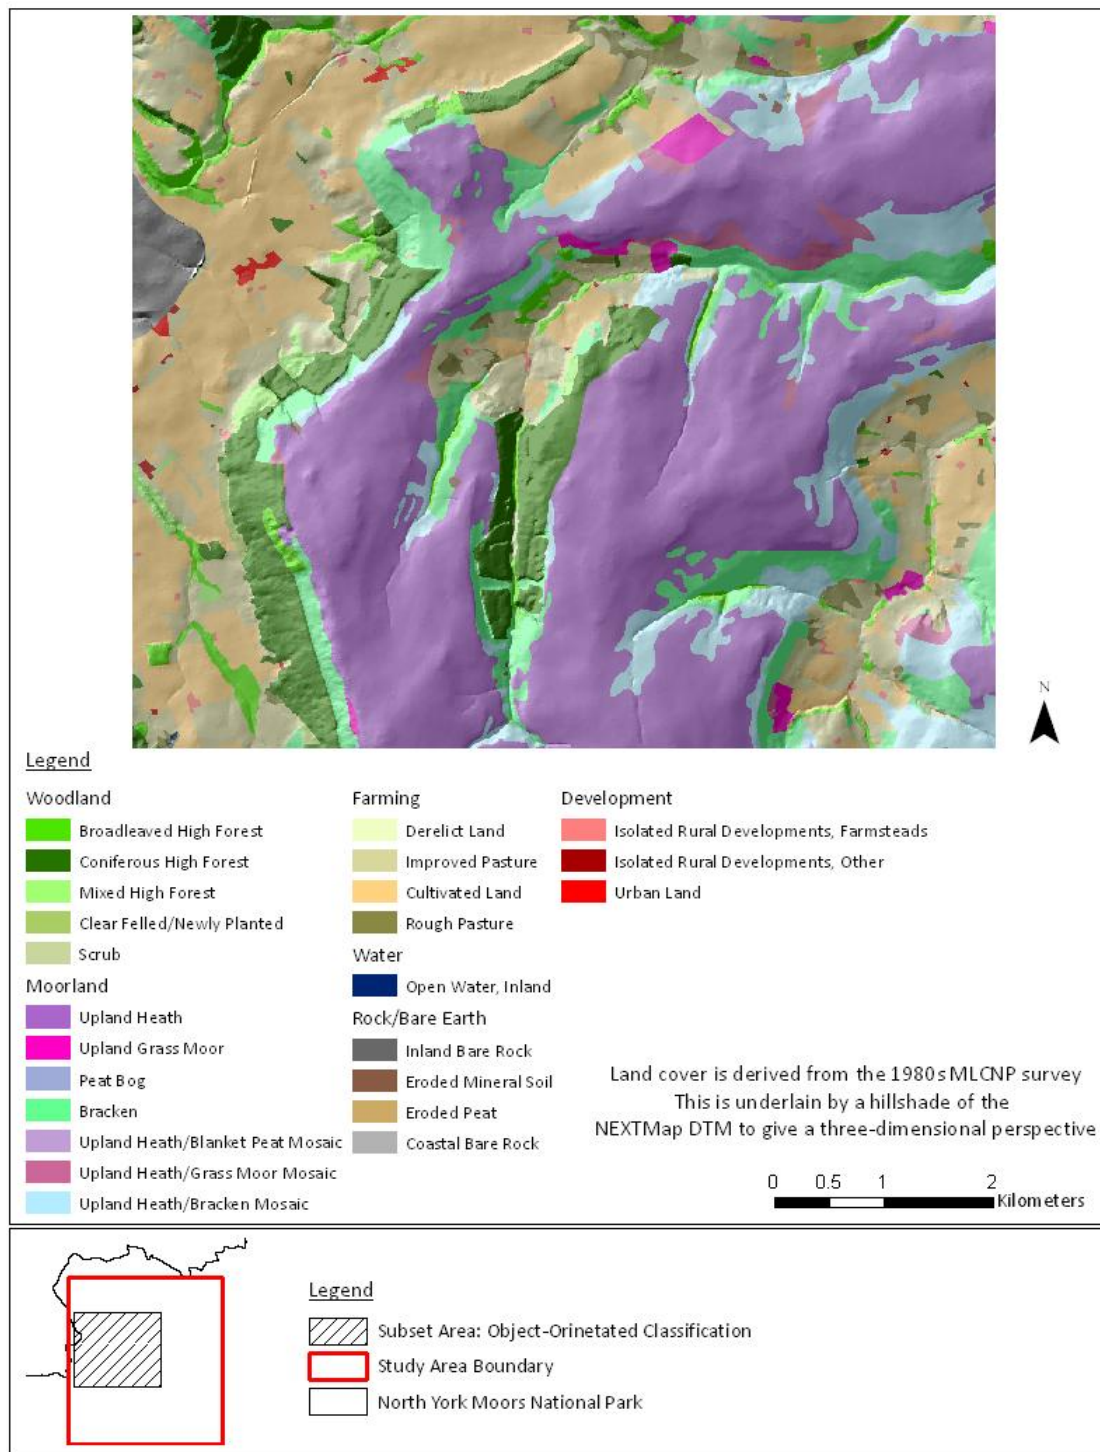 N
Legend
Woodland
Broadleaved High Forest
Coniferous High Forest
Mixed High Forest
Clear Felled/Newly Planted
Scrub
Moorland
Upland Heath
Upland Grass Moor
Peat Bog
Bracken
Upland Heath/Blanket Peat Mosaic
Upland Heath/Grass Moor Mosaic
Upland Heath/Bracken Mosaic
Farming
Derelict Land
Improved Pasture
Cultivated Land
Rough Pasture
Water
Open Water, Inland
Rock/Bare Earth
Inland Bare Rock
Eroded Mineral Soil
Eroded Peat
Coastal Bare Rock
Development
Isolated Rural Developments, Farmsteads
Isolated Rural Developments, Other
Urban Land
Land cover is derived from the 1980s MLCNP survey
This is underlain by a hillshade of the
NEXTMap DTM to give a three-dimensional perspective
0 0.5 1 2
Kilometers
Legend
Subset Area: Object-Orinetated Classification
Study Area Boundary
North York Moors National Park